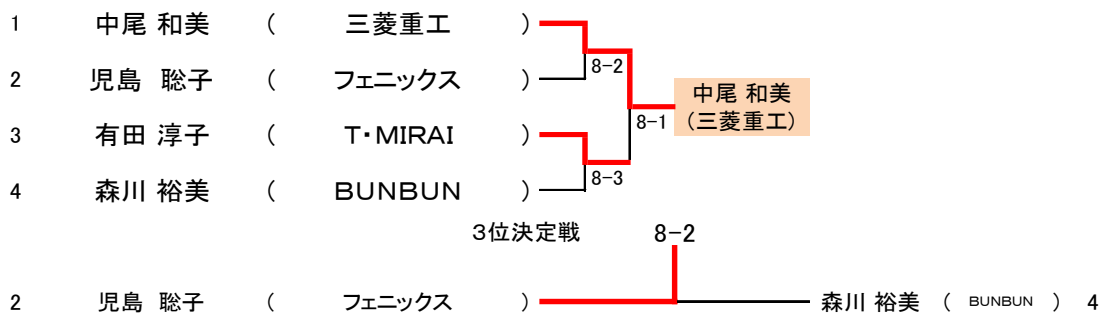 1 中尾 和美 ( 三菱重工 )
8-2
2 児島 聡子 ( フェニックス )
中尾 和美
(三菱重工)
8-1
3 有田 淳子 ( T・MIRAI )
8-3
4 森川 裕美 ( BUNBUN )
3位決定戦 8-2
2 児島 聡子 ( フェニックス ) 森川 裕美 ( BUNBUN ) 4